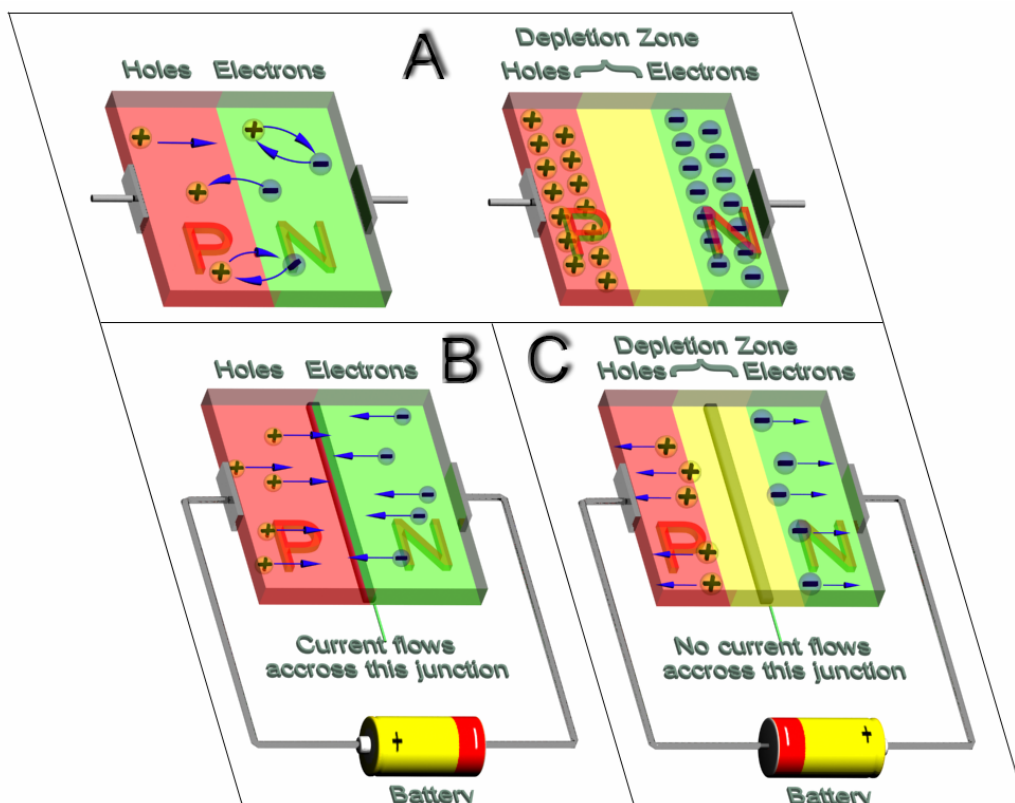 A
Depletion Zone
Holes Electrons
Holes Electrons
P N
P N
B
C
Depletion Zone
Holes Electrons
Holes Electrons
P N
P N
Current flows
accross this junction
No current flows
accross this junction
+ -
- +
Battery
Battery